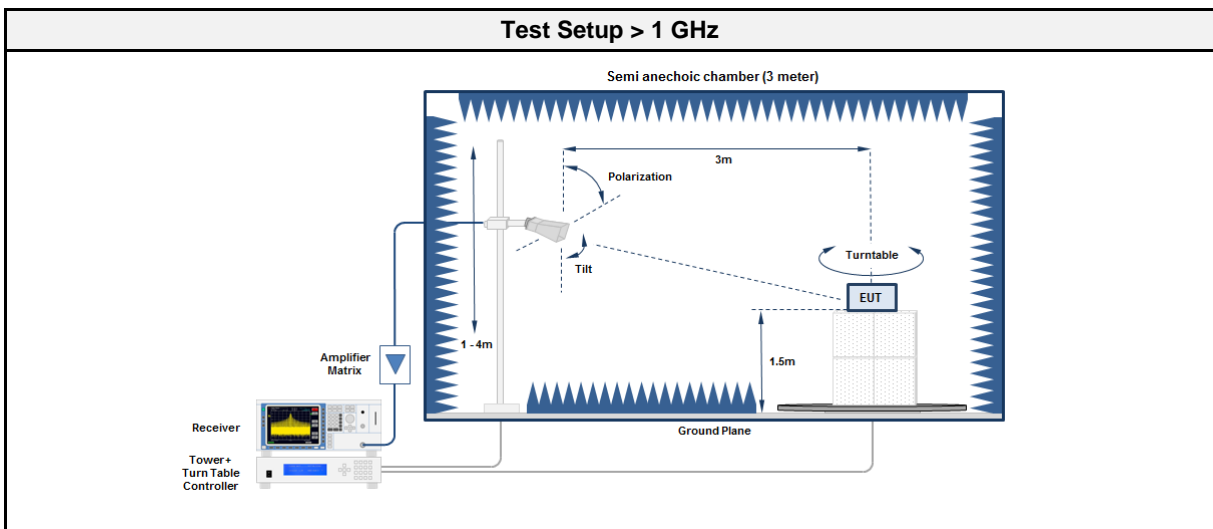 Test Setup > 1 GHz
Semi anechoic chamber (3 meter)
3m
Polarization
Tilt
Turntable
EUT
1 - 4m
1.5m
Amplifier
Matrix
Receiver
Ground Plane
Tower+
Turn Table
Controller